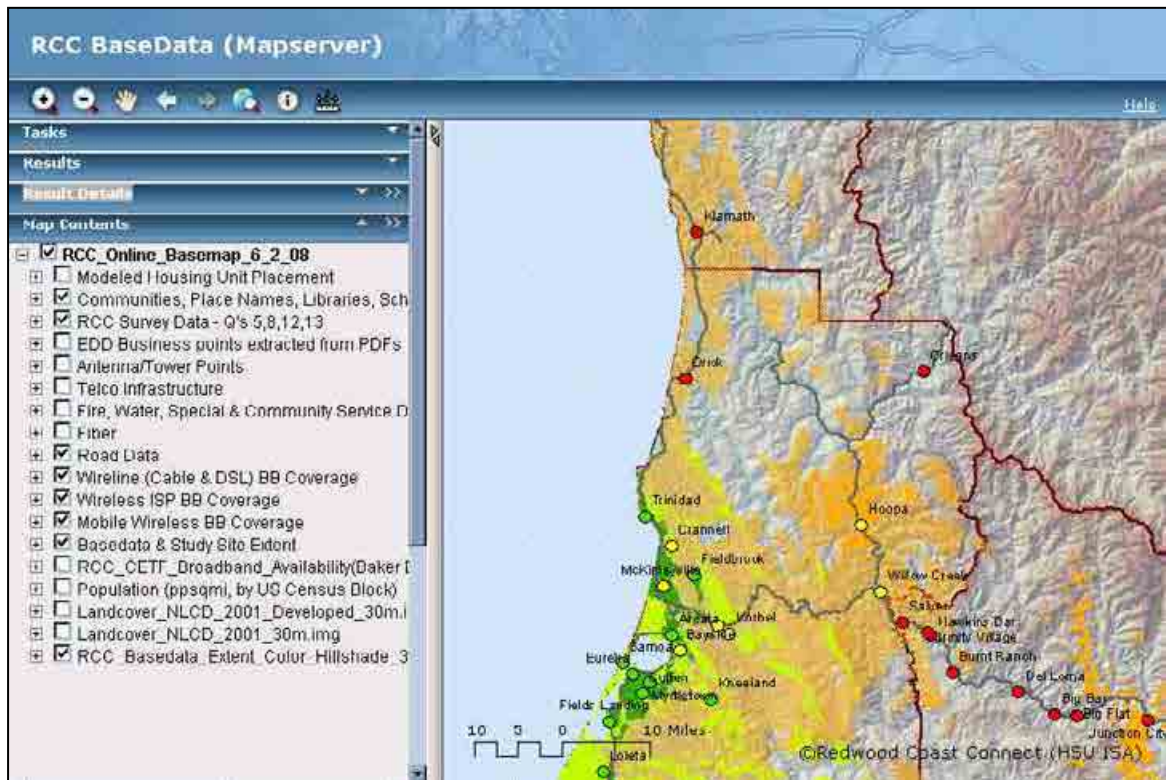 RCC BaseData (Mapserver)
Help
Tasks
Results
Result Details
Map Contents
RCC_Online_Basemap_6_2_08
Modeled Housing Unit Placement
Communities, Place Names, Libraries, Sch
RCC Survey Data - Q's 5,8,12,13
EDD Business points extracted from PDFs
Antenna/Tower Points
Telco Infrastructure
Fire, Water, Special & Community Service D
Fiber
Road Data
Wireline (Cable & DSL) BB Coverage
Wireless ISP BB Coverage
Mobile Wireless BB Coverage
Basedata & Study Site Extent
RCC_CETF_Broadband_Availability(Baker
Population (ppsqmi, by US Census Block)
Landcover_NLCD_2001_Developed_30m.i
Landcover_NLCD_2001_30m.img
RCC_Basedata_Extent_Color_Hillshade_3
Klamath
Orick
Orleans
Trinidad
Crannell
Hoopa
Fieldbrook
McKinleyville
Willow Creek
Salyer
Arcata
Korbel
Hawkins Bar
Trinity Village
Bayside
Samoa
Burnt Ranch
Eureka
Cutten
Del Loma
Myrtletown
Kneeland
Big Bar
Fields Landing
Big Flat
10 5 0 10 Miles
Junction City
Loleta
©Redwood Coast Connect (HSU ISA)